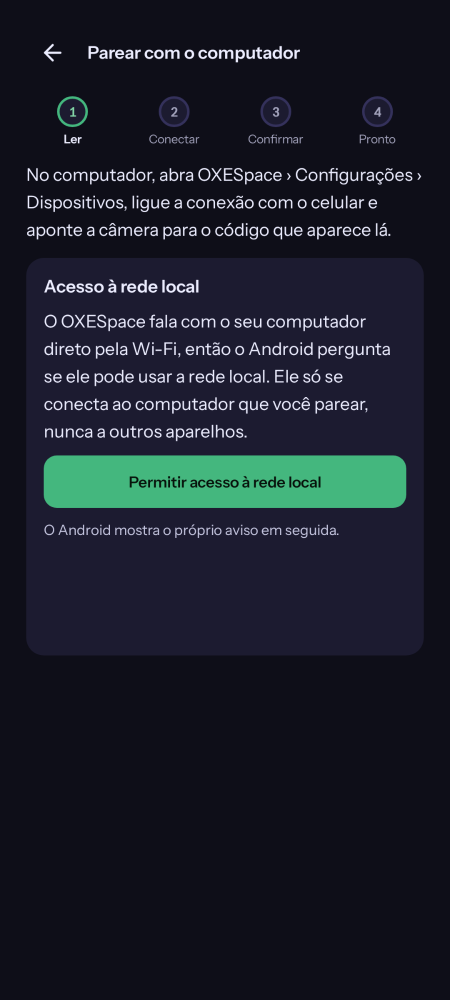 Parear com o computador
1 2 3 4
Ler Conectar Confirmar Pronto
No computador, abra OXESpace › Configurações ›
Dispositivos, ligue a conexão com o celular e
aponte a câmera para o código que aparece lá.
Acesso à rede local
O OXESpace fala com o seu computador
direto pela Wi-Fi, então o Android pergunta
se ele pode usar a rede local. Ele só se
conecta ao computador que você parear,
nunca a outros aparelhos.
Permitir acesso à rede local
O Android mostra o próprio aviso em seguida.